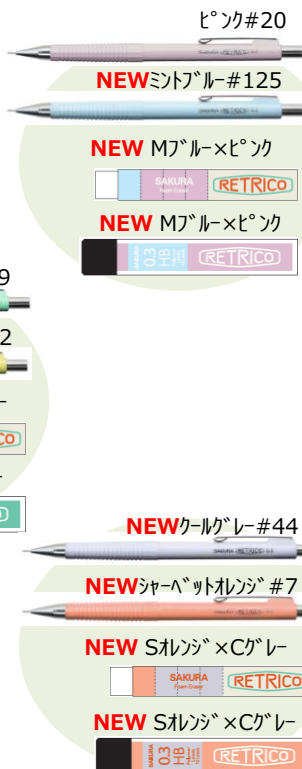 ピンク#20
NEWミントブルー#125
NEW Mブルー×ピンク
SAKURA
Foam Eraser
RETRICO
NEW Mブルー×ピンク
SAKURA
0.3
HB
RETRICO
9
2
ー
CO
NEWクールグレー#44
NEWシャーベットオレンジ#7
NEW Sオレンジ×Cグレー
SAKURA
Foam Eraser
RETRICO
NEW Sオレンジ×Cグレー
SAKURA
0.3
HB
RETRICO